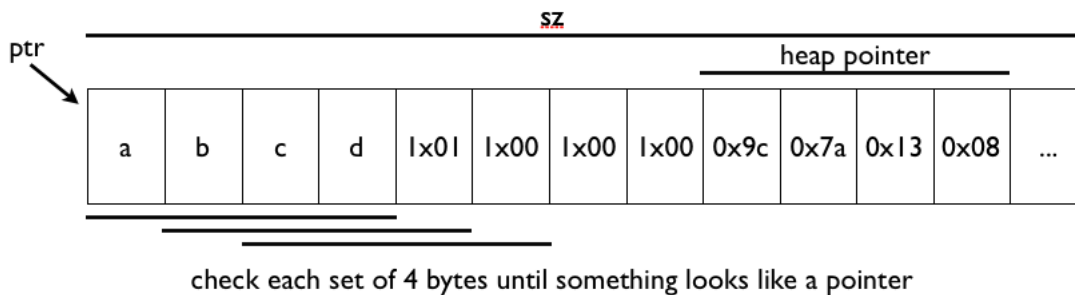 sz
ptr
heap pointer
a b c d 1x01 1x00 1x00 1x00 0x9c 0x7a 0x13 0x08 ...
check each set of 4 bytes until something looks like a pointer